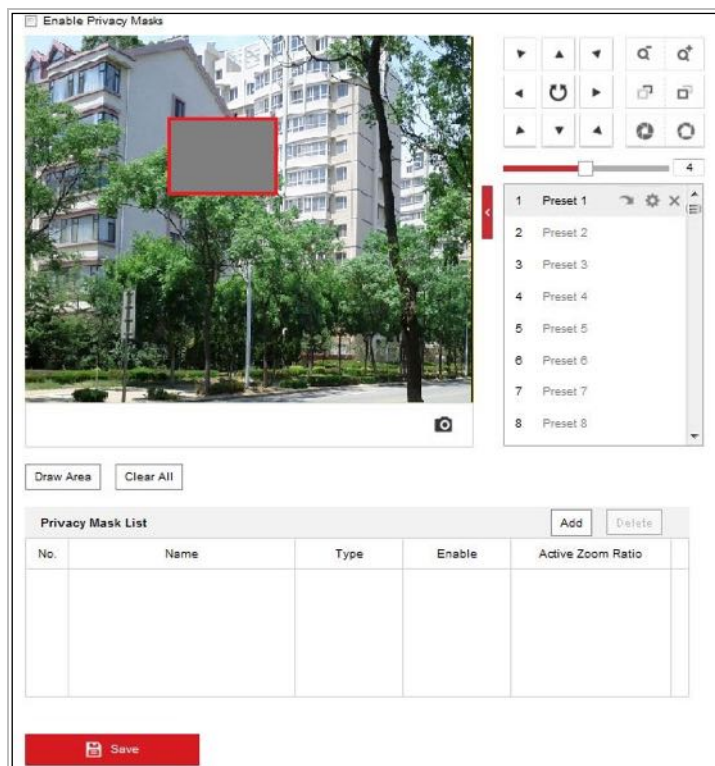 Enable Privacy Masks
4
1 Preset 1
2 Preset 2
3 Preset 3
4 Preset 4
5 Preset 5
6 Preset 6
7 Preset 7
8 Preset 8
Draw Area Clear All
Privacy Mask List Add Delete
No. Name Type Enable Active Zoom Ratio
Save